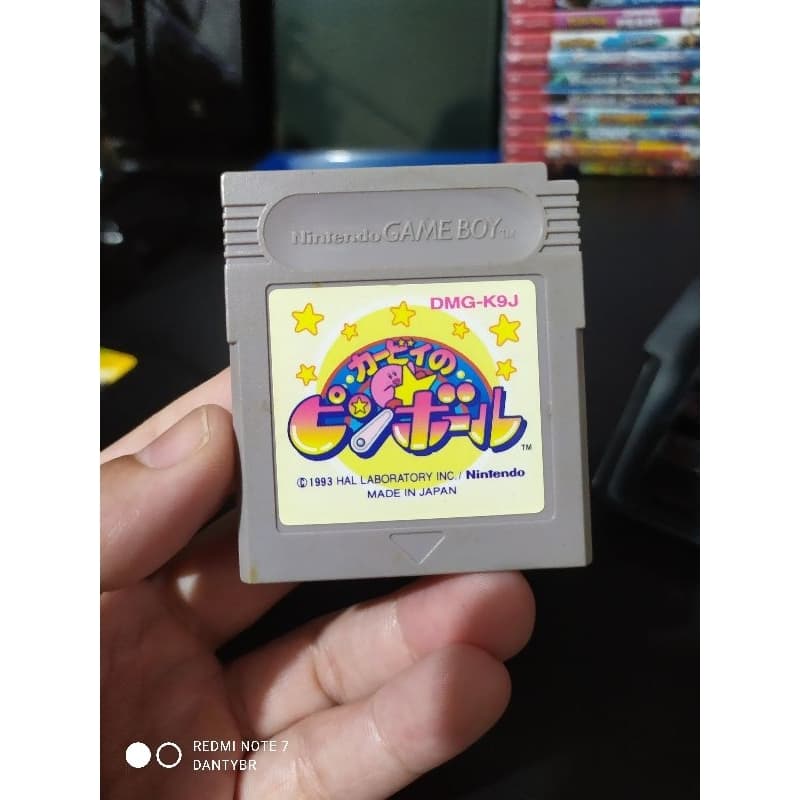 Nintendo GAME BOY TM
DMG-K9J
カービィの
ピンボール
TM
©1993 HAL LABORATORY INC./Nintendo
MADE IN JAPAN
REDMI NOTE 7
DANTYBR